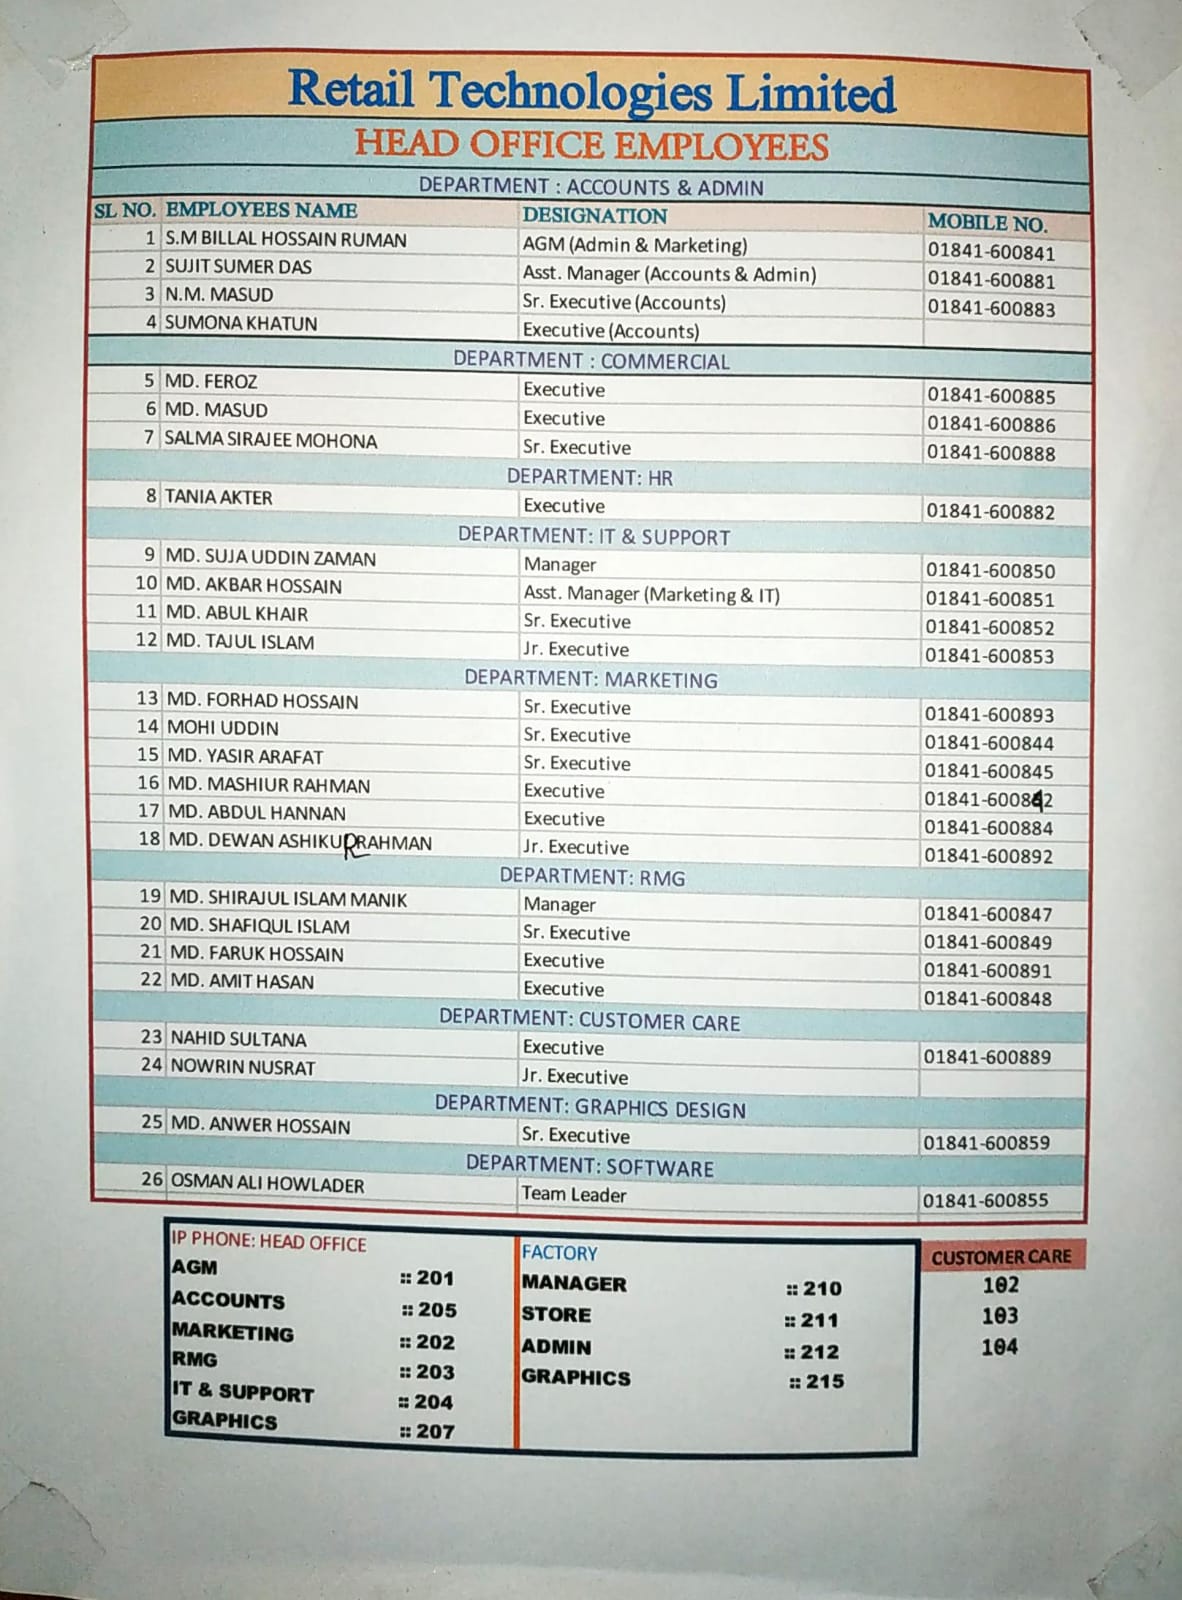 Retail Technologies Limited
HEAD OFFICE EMPLOYEES
DEPARTMENT : ACCOUNTS & ADMIN
SL NO. EMPLOYEES NAME DESIGNATION MOBILE NO.
1 S.M BILLAL HOSSAIN RUMAN AGM (Admin & Marketing) 01841-600841
2 SUJIT SUMER DAS Asst. Manager (Accounts & Admin) 01841-600881
3 N.M. MASUD Sr. Executive (Accounts) 01841-600883
4 SUMONA KHATUN Executive (Accounts)
DEPARTMENT : COMMERCIAL
5 MD. FEROZ Executive 01841-600885
6 MD. MASUD Executive 01841-600886
7 SALMA SIRAJEE MOHONA Sr. Executive 01841-600888
DEPARTMENT: HR
8 TANIA AKTER Executive 01841-600882
DEPARTMENT: IT & SUPPORT
9 MD. SUJA UDDIN ZAMAN Manager 01841-600850
10 MD. AKBAR HOSSAIN Asst. Manager (Marketing & IT) 01841-600851
11 MD. ABUL KHAIR Sr. Executive 01841-600852
12 MD. TAJUL ISLAM Jr. Executive 01841-600853
DEPARTMENT: MARKETING
13 MD. FORHAD HOSSAIN Sr. Executive 01841-600893
14 MOHI UDDIN Sr. Executive 01841-600844
15 MD. YASIR ARAFAT Sr. Executive 01841-600845
16 MD. MASHIUR RAHMAN Executive 01841-600842
17 MD. ABDUL HANNAN Executive 01841-600884
18 MD. DEWAN ASHIKURRAHMAN Jr. Executive 01841-600892
DEPARTMENT: RMG
19 MD. SHIRAJUL ISLAM MANIK Manager 01841-600847
20 MD. SHAFIQUL ISLAM Sr. Executive 01841-600849
21 MD. FARUK HOSSAIN Executive 01841-600891
22 MD. AMIT HASAN Executive 01841-600848
DEPARTMENT: CUSTOMER CARE
23 NAHID SULTANA Executive 01841-600889
24 NOWRIN NUSRAT Jr. Executive
DEPARTMENT: GRAPHICS DESIGN
25 MD. ANWER HOSSAIN Sr. Executive 01841-600859
DEPARTMENT: SOFTWARE
26 OSMAN ALI HOWLADER Team Leader 01841-600855
IP PHONE: HEAD OFFICE FACTORY CUSTOMER CARE
AGM :: 201 MANAGER :: 210 102
ACCOUNTS :: 205 STORE :: 211 103
MARKETING :: 202 ADMIN :: 212 104
RMG :: 203 GRAPHICS :: 215
IT & SUPPORT :: 204
GRAPHICS :: 207